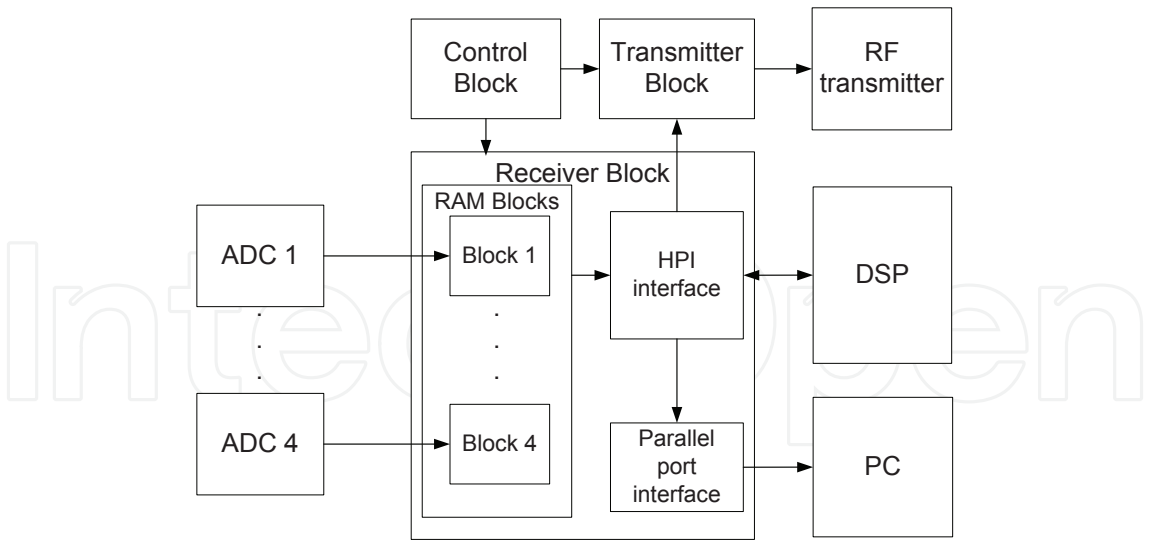 Control
Block
Transmitter
Block
RF
transmitter
Receiver Block
RAM Blocks
ADC 1
Block 1
HPI
interface
DSP
.
.
.
.
.
.
ADC 4
Block 4
Parallel
port
interface
PC
IntechOpen